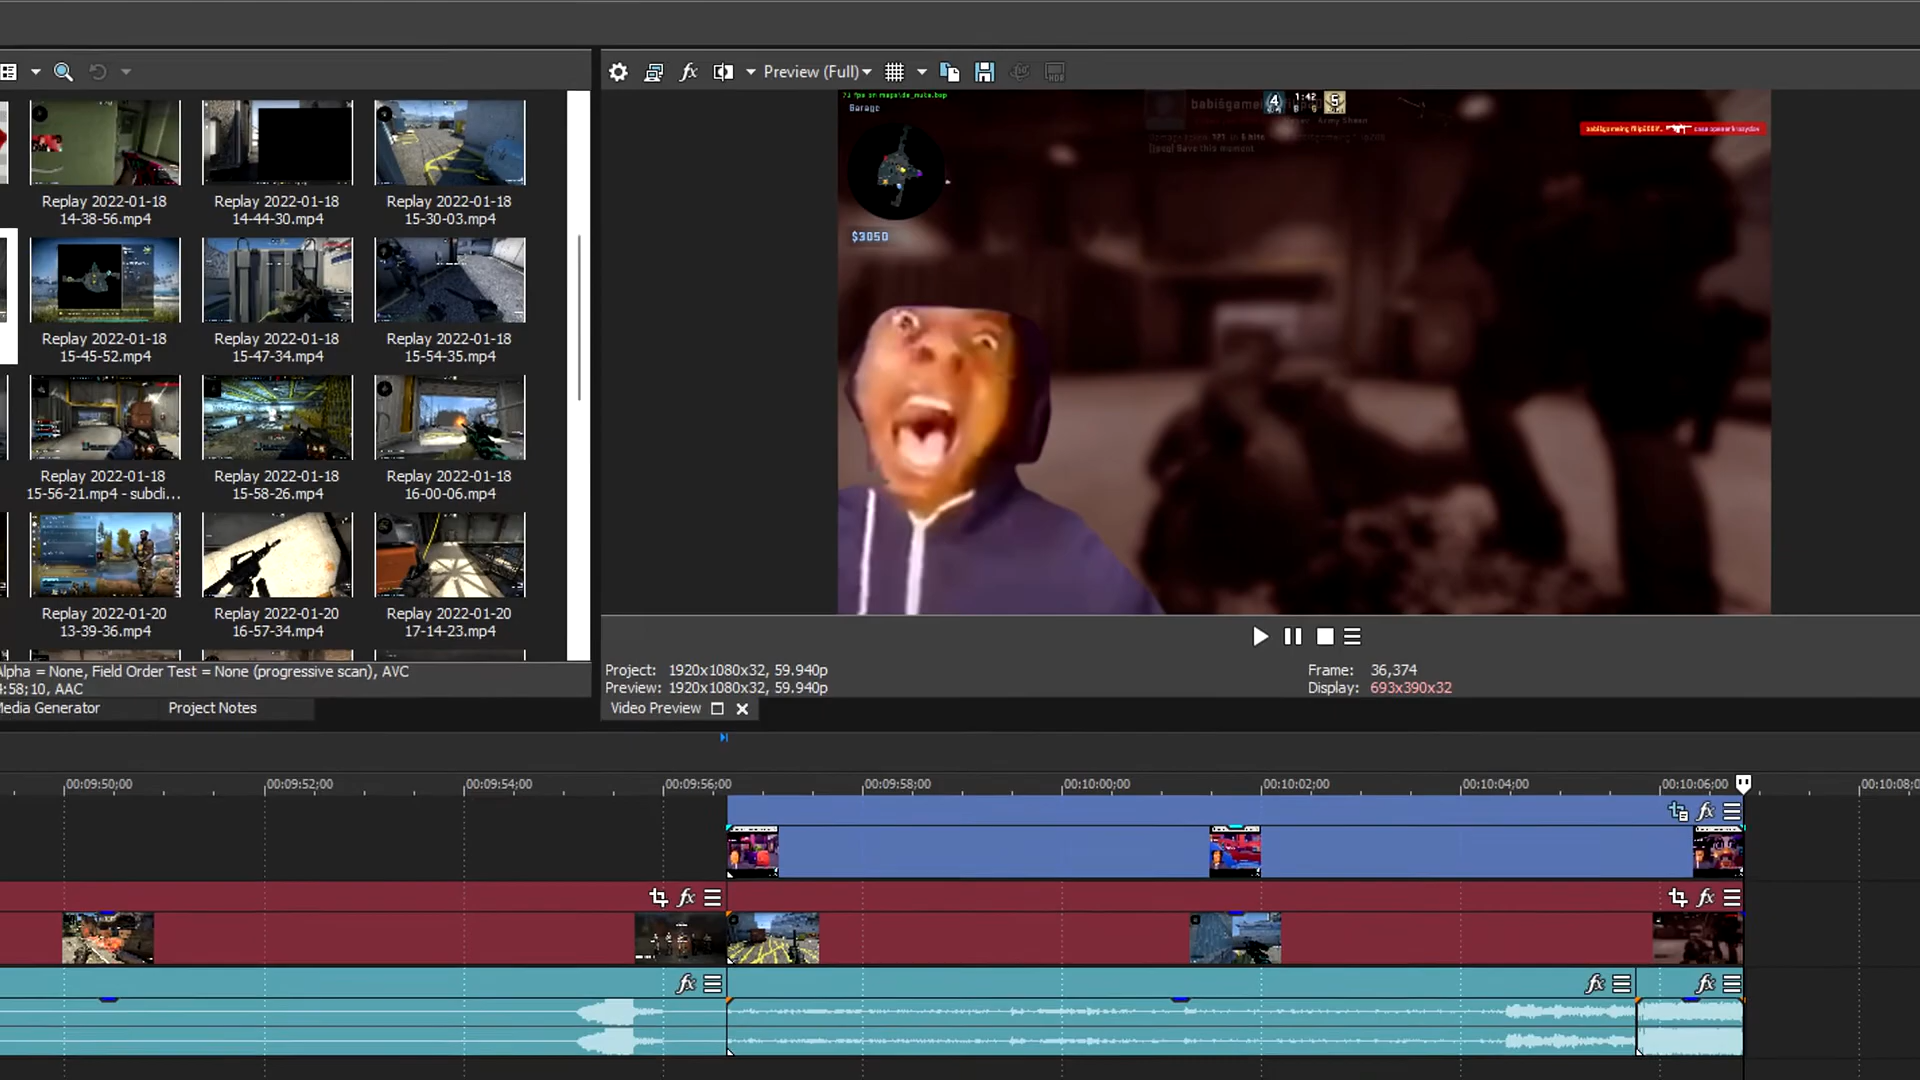 Preview (Full)
Replay 2022-01-18
14-38-56.mp4
Replay 2022-01-18
14-44-30.mp4
Replay 2022-01-18
15-30-03.mp4
Replay 2022-01-18
15-45-52.mp4
Replay 2022-01-18
15-47-34.mp4
Replay 2022-01-18
15-54-35.mp4
Replay 2022-01-18
15-56-21.mp4 - subcli...
Replay 2022-01-18
15-58-26.mp4
Replay 2022-01-18
16-00-06.mp4
Replay 2022-01-20
13-39-36.mp4
Replay 2022-01-20
16-57-34.mp4
Replay 2022-01-20
17-14-23.mp4
Alpha = None, Field Order Test = None (progressive scan), AVC
4:58;10, AAC
Media Generator
Project Notes
Garage
$3050
4
1:42
5
Project: 1920x1080x32, 59.940p
Preview: 1920x1080x32, 59.940p
Frame: 36,374
Display: 693x390x32
Video Preview
00:09:50;00
00:09:52;00
00:09:54;00
00:09:56;00
00:09:58;00
00:10:00;00
00:10:02;00
00:10:04;00
00:10:06;00
00:10:08;0